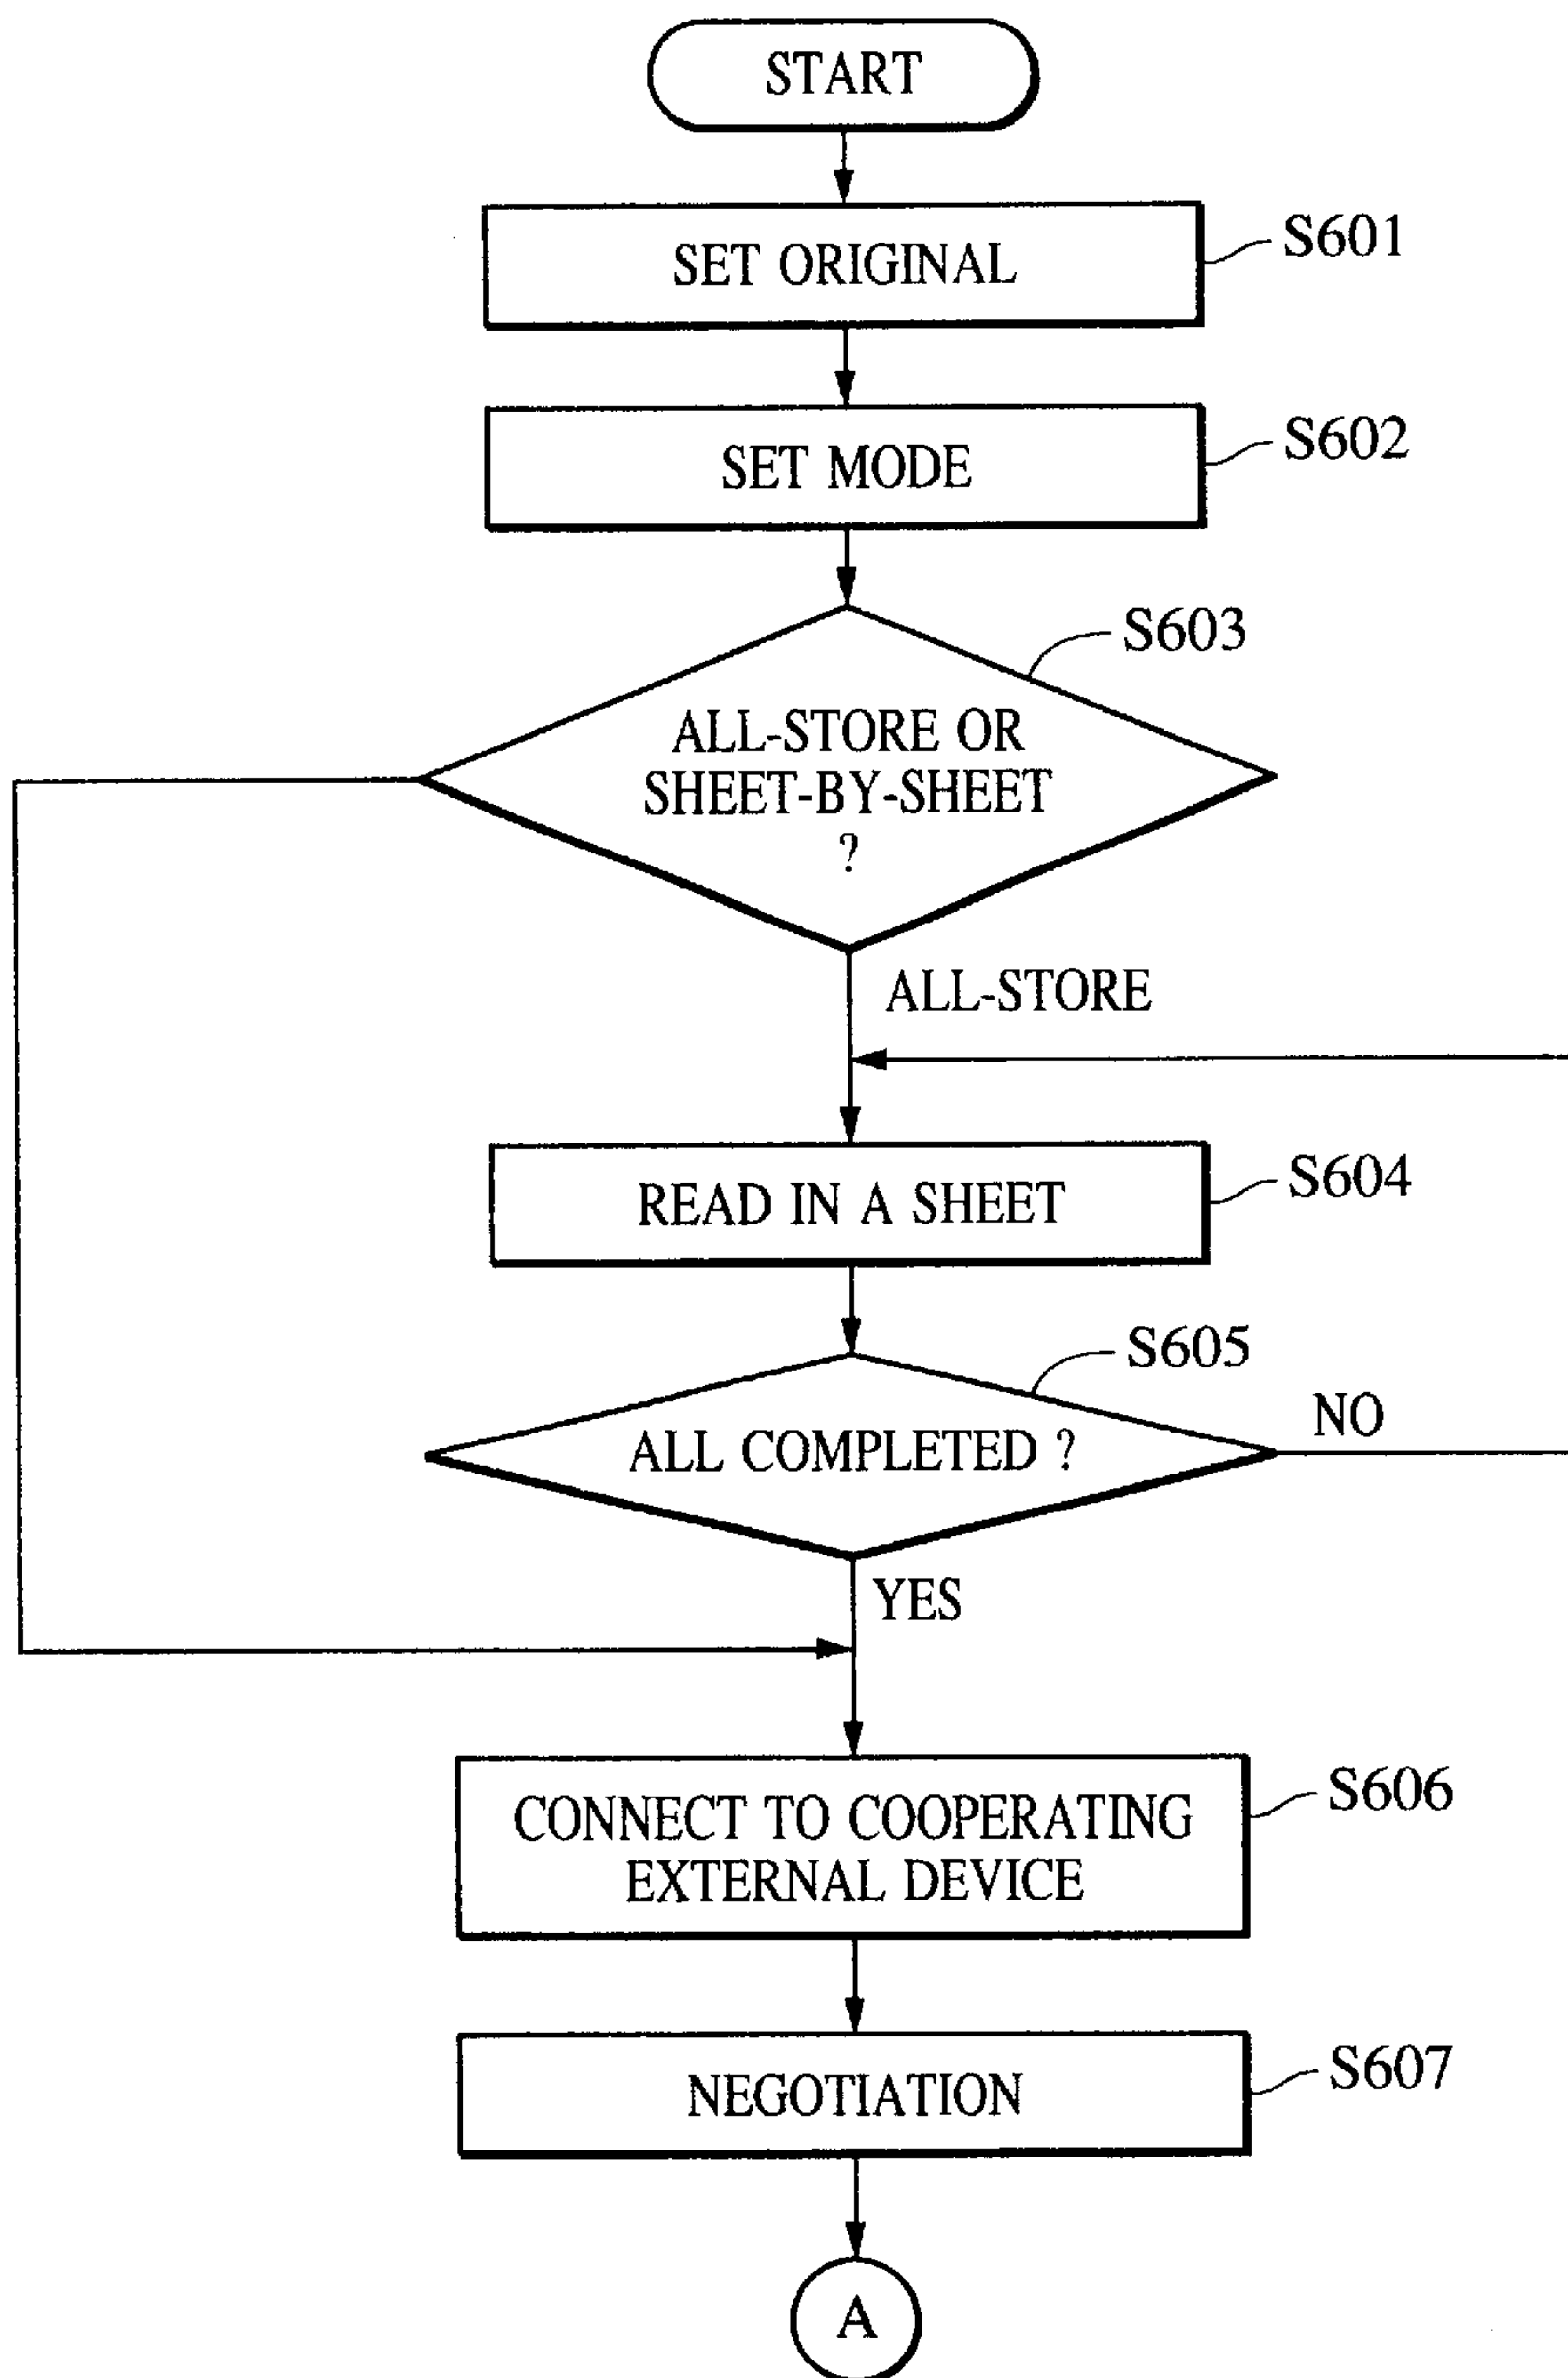 START
SET ORIGINAL
S601
SET MODE
S602
S603
ALL-STORE OR
SHEET-BY-SHEET
?
ALL-STORE
READ IN A SHEET
S604
S605
ALL COMPLETED ?
NO
YES
CONNECT TO COOPERATING
EXTERNAL DEVICE
S606
NEGOTIATION
S607
A